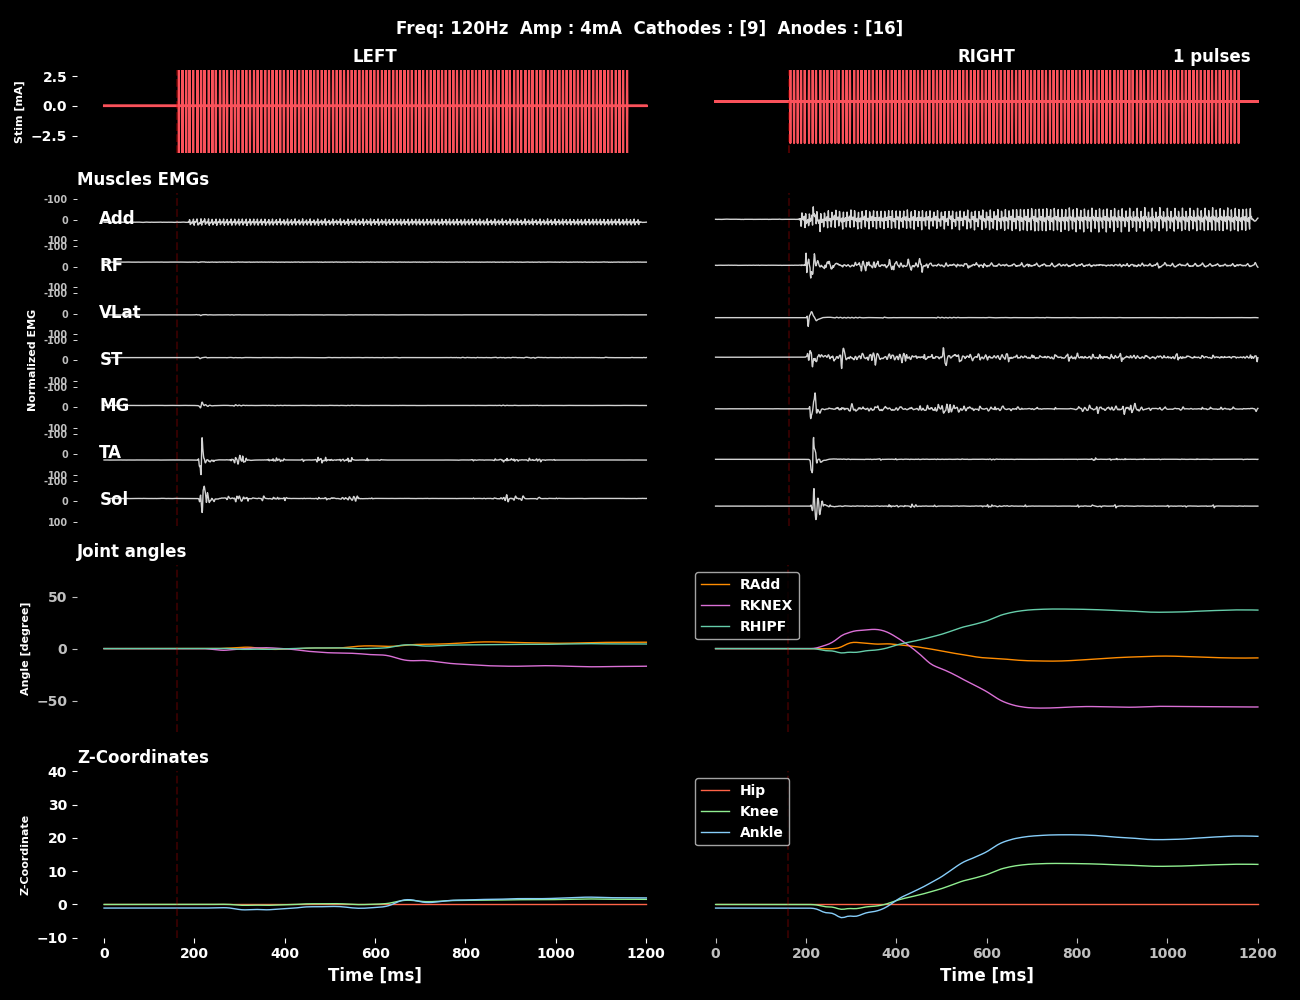 Freq: 120Hz  Amp : 4mA  Cathodes : [9]  Anodes : [16]
LEFT
RIGHT
1 pulses
Stim [mA]
2.5
0.0
−2.5
Muscles EMGs
Normalized EMG
-100
Add
0
100
-100
RF
0
100
-100
VLat
0
100
-100
ST
0
100
-100
MG
0
100
-100
TA
0
100
-100
Sol
0
100
Joint angles
Angle [degree]
50
0
−50
RAdd
RKNEX
RHIPF
Z-Coordinates
Z-Coordinate
40
30
20
10
0
−10
Hip
Knee
Ankle
0 200 400 600 800 1000 1200
0 200 400 600 800 1000 1200
Time [ms]
Time [ms]